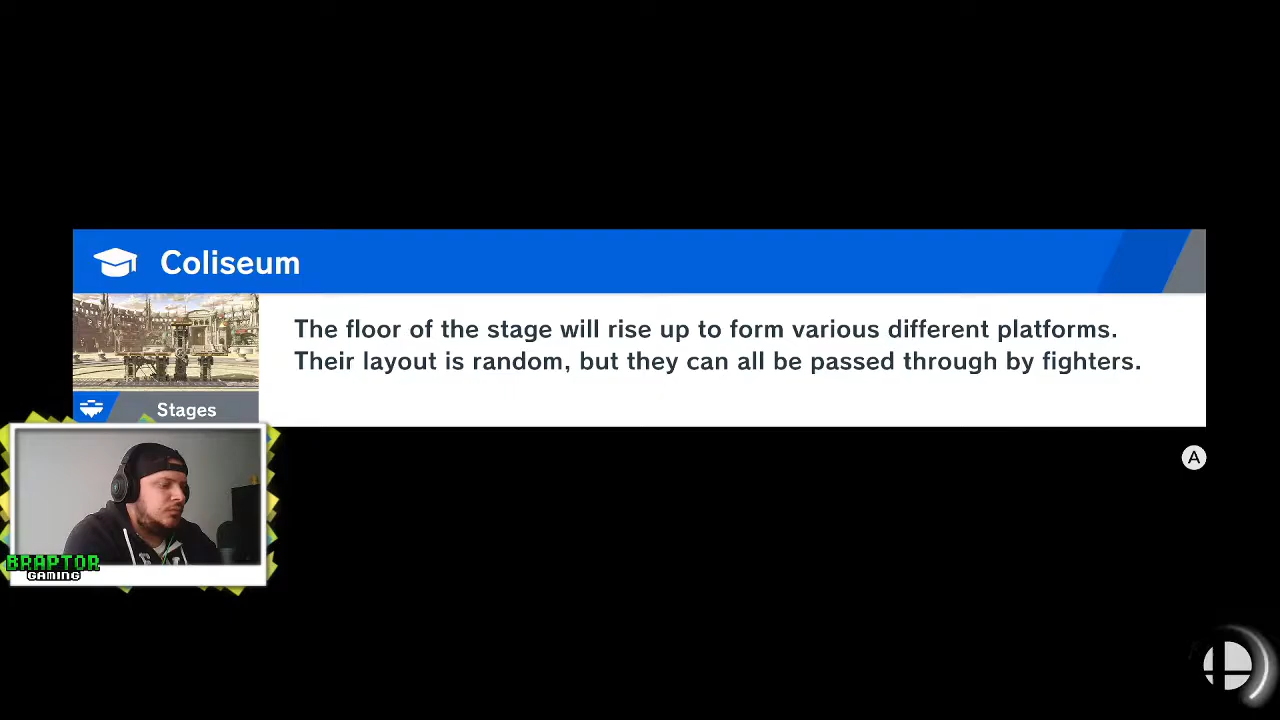 Coliseum
The floor of the stage will rise up to form various different platforms.
Their layout is random, but they can all be passed through by fighters.
Stages
A
BRAPTOR
GAMING